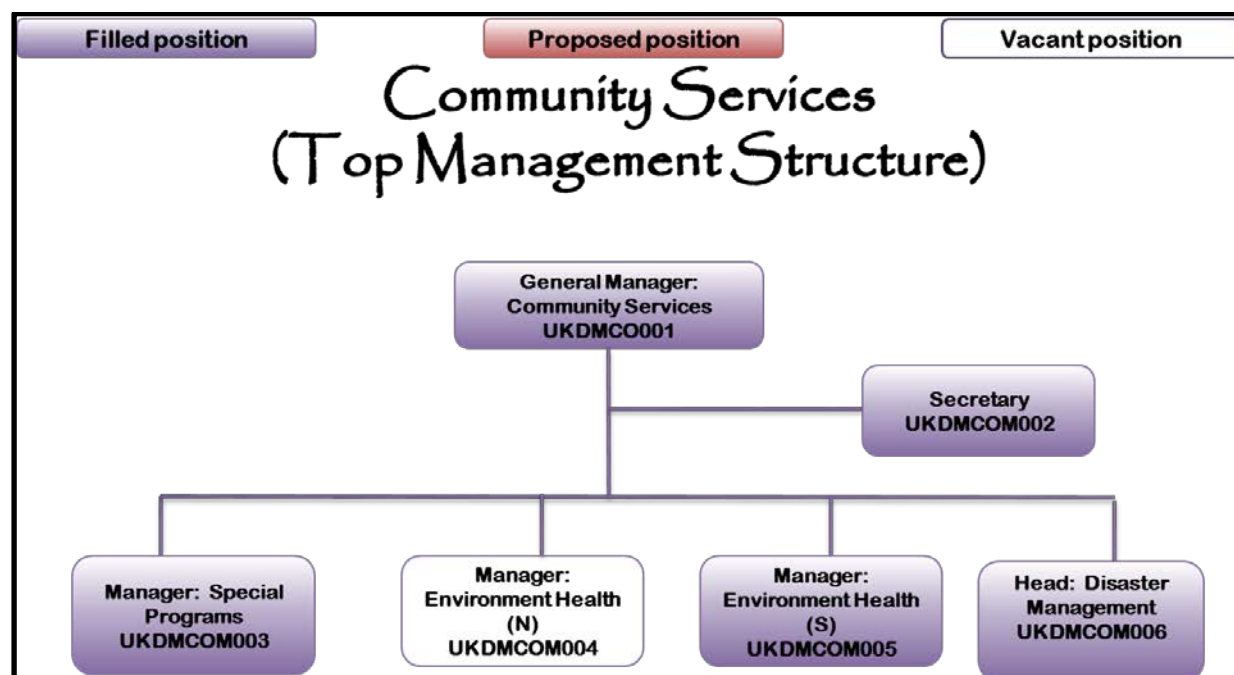 Filled position
Proposed position
Vacant position
Community Services
(Top Management Structure)
General Manager:
Community Services
UKDMCO001
Secretary
UKDMCOM002
Manager: Special
Programs
UKDMCOM003
Manager:
Environment Health
(N)
UKDMCOM004
Manager:
Environment Health
(S)
UKDMCOM005
Head: Disaster
Management
UKDMCOM006